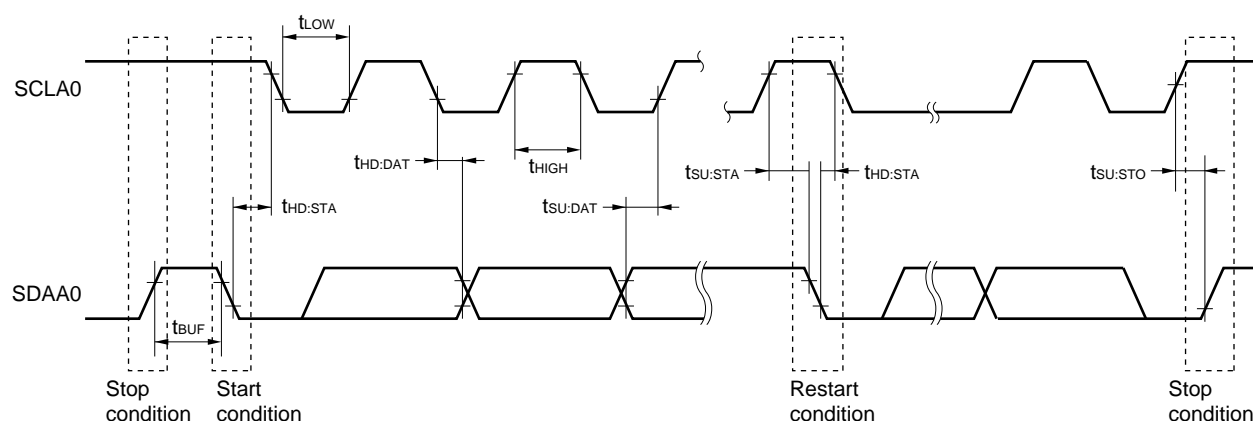 tLOW
SCLA0
tHD:DAT
tHIGH
tSU:STA
tHD:STA
tSU:STO
tHD:STA
tSU:DAT
SDAA0
tBUF
Stop
condition
Start
condition
Restart
condition
Stop
condition